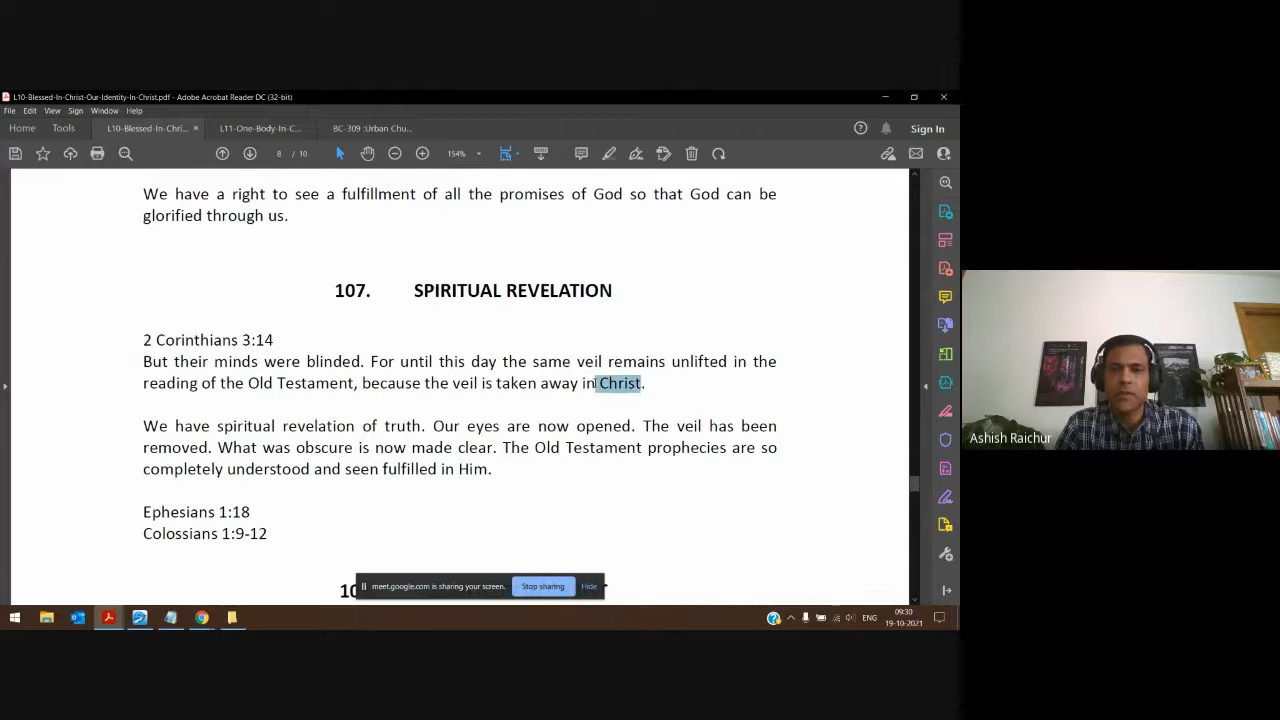 L10-Blessed-In-Christ-Our-Identity-In-Christ.pdf - Adobe Acrobat Reader DC (32-bit)
File Edit View Sign Window Help
Home Tools L10-Blessed-In-Chri... × L11-One-Body-In-C... BC-309 :Urban Chu... Sign In
8 / 10 154%
We have a right to see a fulfillment of all the promises of God so that God can be
glorified through us.
107. SPIRITUAL REVELATION
2 Corinthians 3:14
But their minds were blinded. For until this day the same veil remains unlifted in the
reading of the Old Testament, because the veil is taken away in Christ.
We have spiritual revelation of truth. Our eyes are now opened. The veil has been
removed. What was obscure is now made clear. The Old Testament prophecies are so
completely understood and seen fulfilled in Him.
Ephesians 1:18
Colossians 1:9-12
10
meet.google.com is sharing your screen. Stop sharing Hide
ENG 09:30
19-10-2021
Ashish Raichur